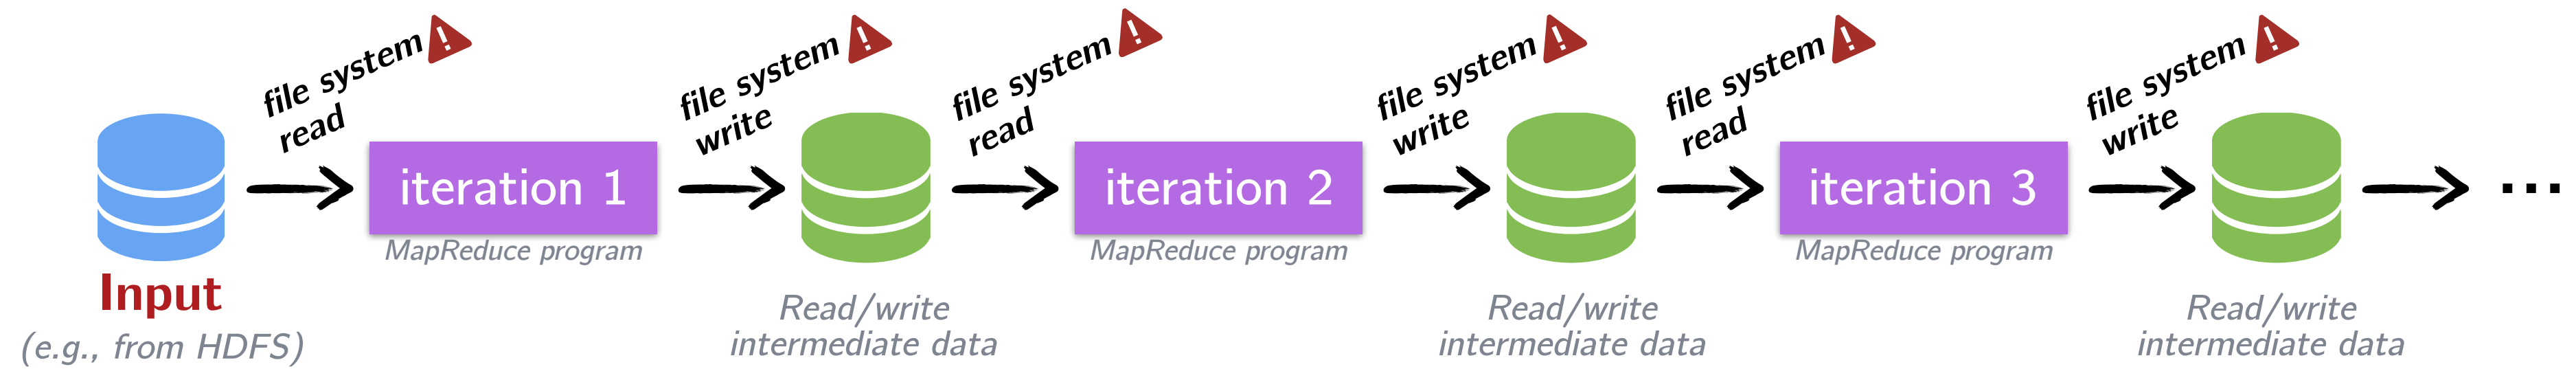 file system
read
file system
write
file system
read
file system
write
file system
read
file system
write
iteration 1
iteration 2
iteration 3
...
MapReduce program
MapReduce program
MapReduce program
Input
(e.g., from HDFS)
Read/write
intermediate data
Read/write
intermediate data
Read/write
intermediate data